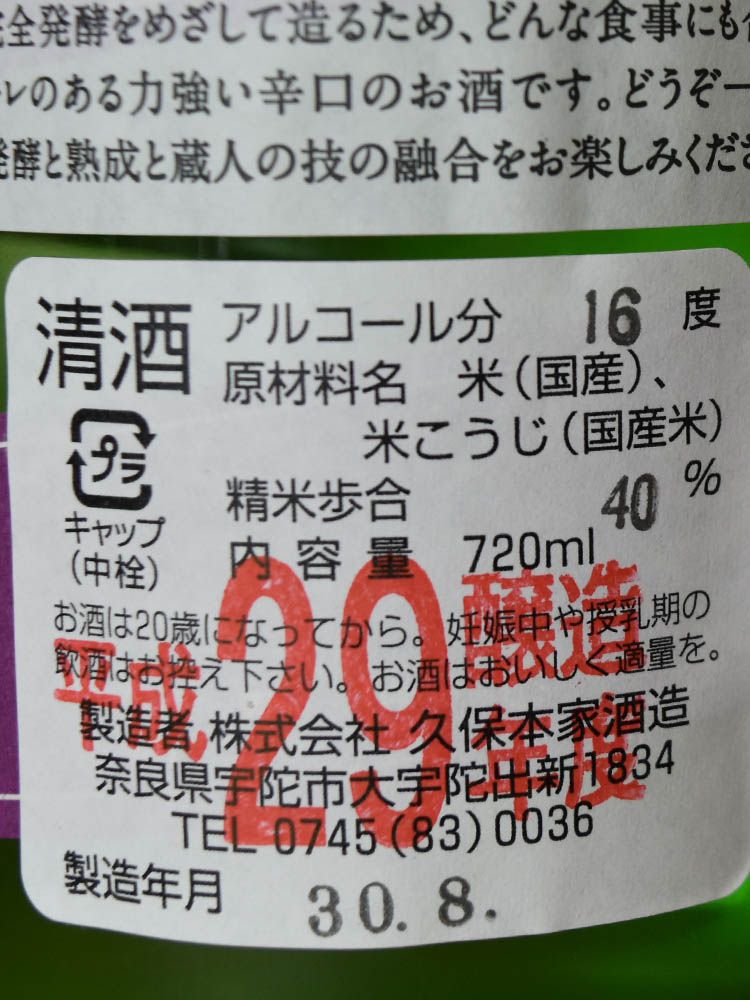 全発酵をめざして造るため、どんな食事にも
レのある力強い辛口のお酒です。どうぞ一
発酵と熟成と蔵人の技の融合をお楽しみくださ
清酒
アルコール分 16 度
原材料名 米(国産)、
米こうじ(国産米)
プラ
キャップ
(中栓)
精米歩合 40 %
内容量 720ml
お酒は20歳になってから。妊娠中や授乳期の
飲酒はお控え下さい。お酒はおいしく適量を。
平成29醸造年度
製造者 株式会社 久保本家酒造
奈良県宇陀市大宇陀出新1834
TEL 0745(83)0036
製造年月 30.8.